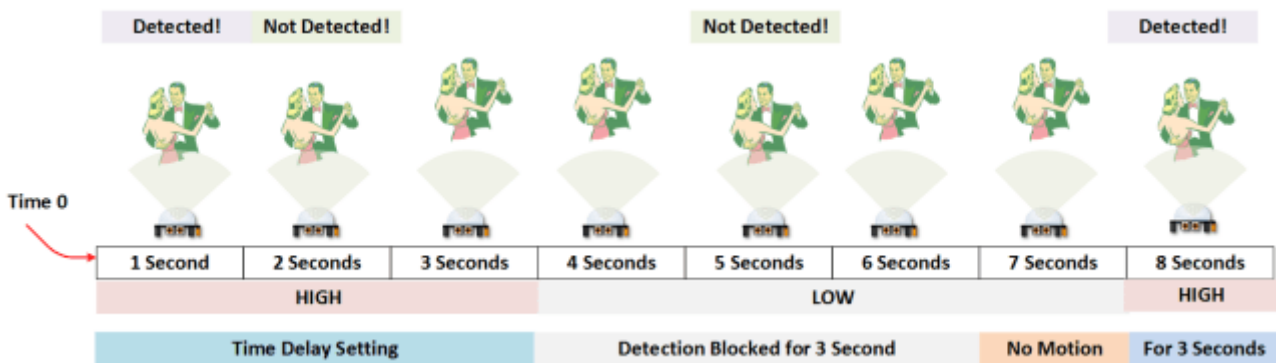 Detected! Not Detected! Not Detected! Detected!
Time 0
1 Second 2 Seconds 3 Seconds 4 Seconds 5 Seconds 6 Seconds 7 Seconds 8 Seconds
HIGH LOW HIGH
Time Delay Setting Detection Blocked for 3 Second No Motion For 3 Seconds